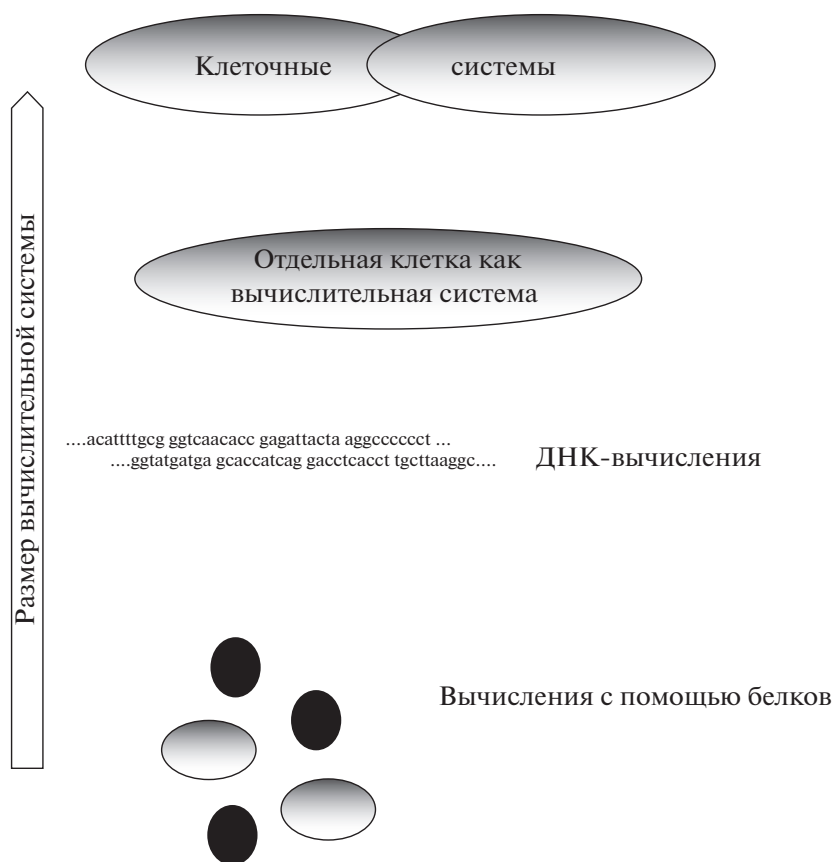 Клеточные системы
Размер вычислительной системы
Отдельная клетка как
вычислительная система
....acattttgcg ggtcaacacc gagattacta aggcccccct ...
....ggtatgatga gcaccatcag gacctcacct tgcttaaggc....
ДНК-вычисления
Вычисления с помощью белков